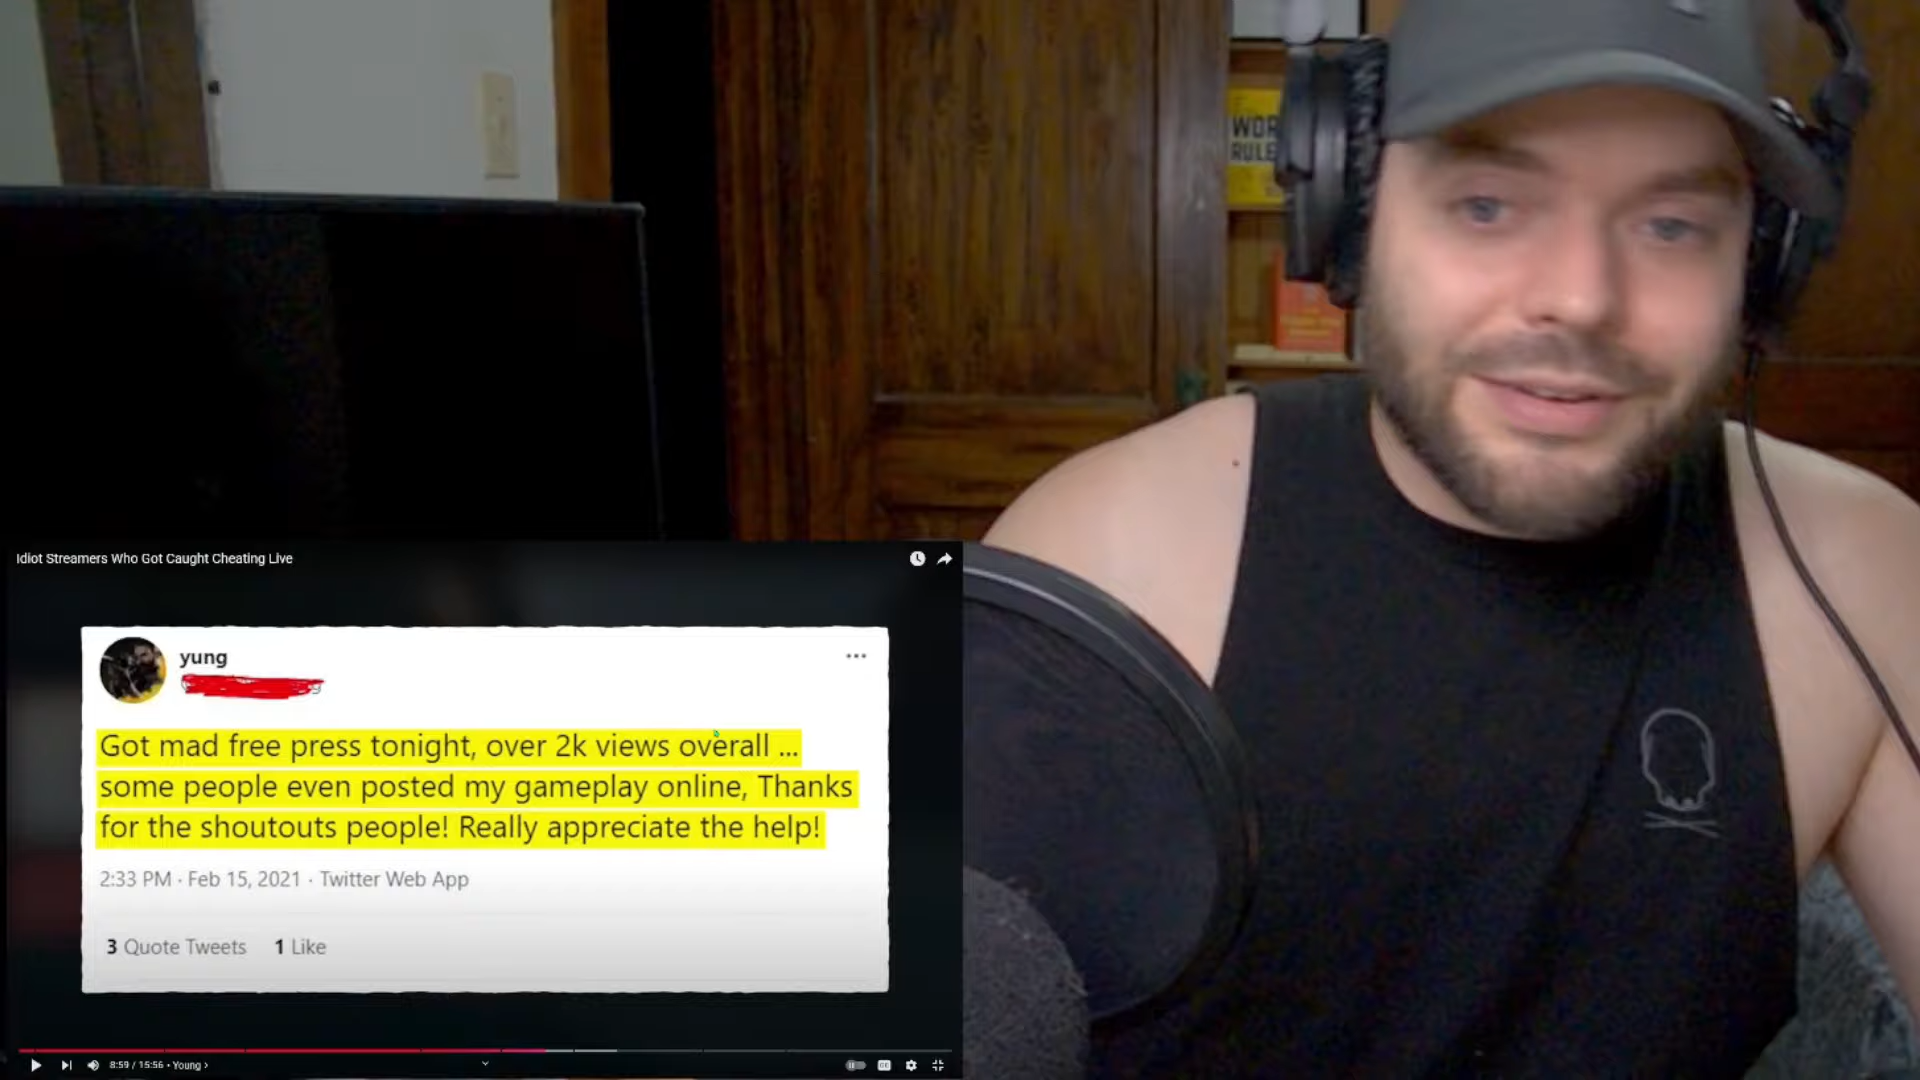 WOR
RULE
Idiot Streamers Who Got Caught Cheating Live
yung
Got mad free press tonight, over 2k views overall ...
some people even posted my gameplay online, Thanks
for the shoutouts people! Really appreciate the help!
2:33 PM · Feb 15, 2021 · Twitter Web App
3 Quote Tweets 1 Like
8:59 / 15:56 • Young ›